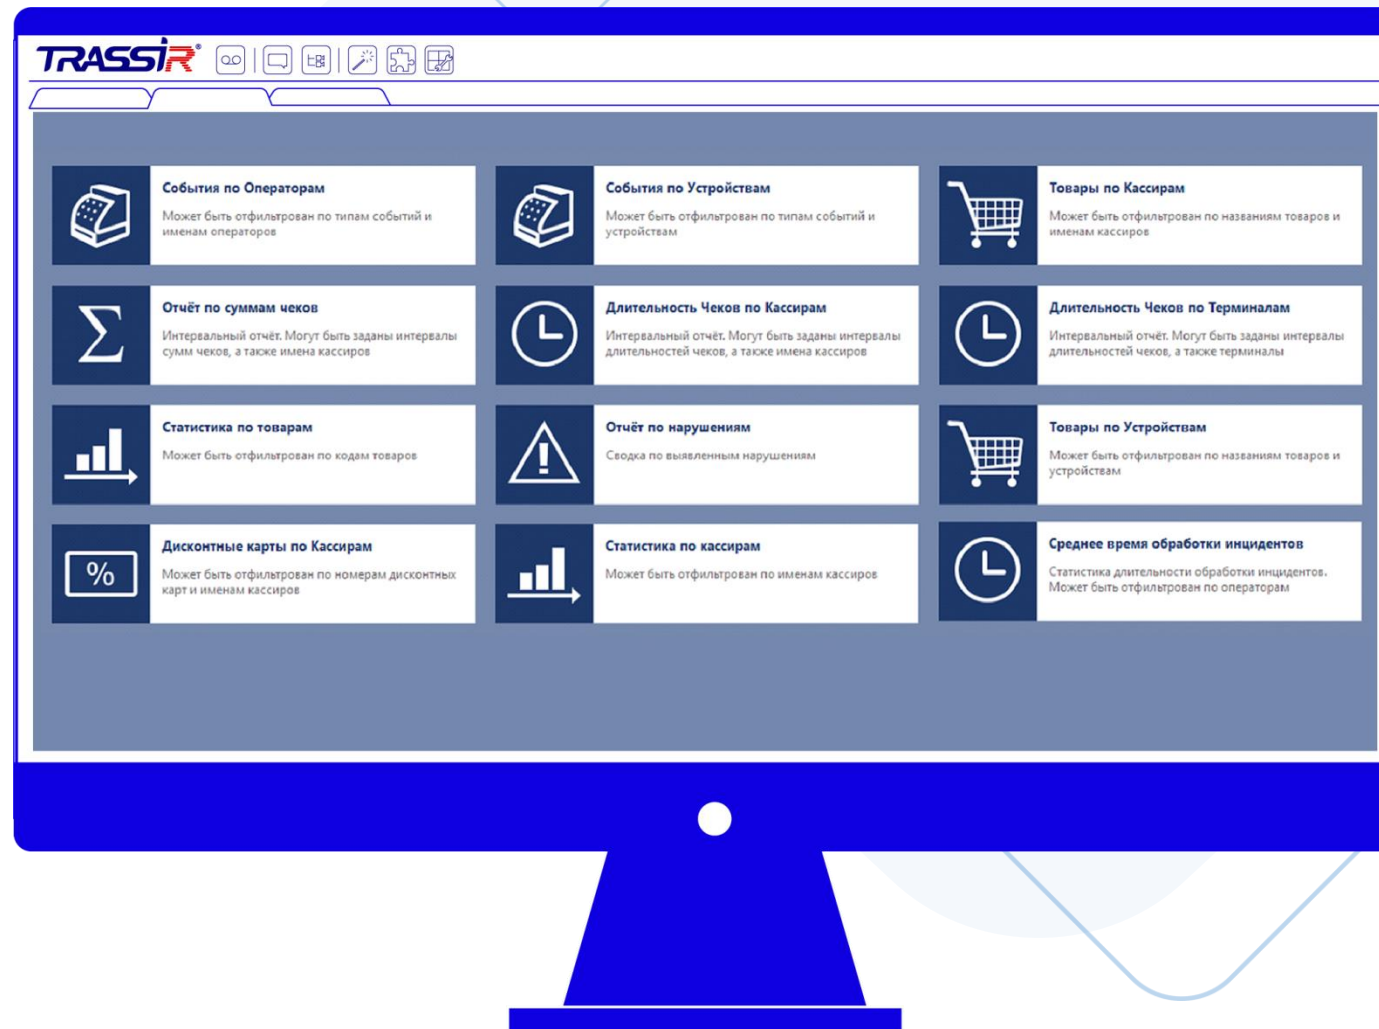 TRASSIR®
События по Операторам
Может быть отфильтрован по типам событий и
именам операторов
События по Устройствам
Может быть отфильтрован по типам событий и
устройствам
Товары по Кассирам
Может быть отфильтрован по названиям товаров и
именам кассиров
Σ
Отчёт по суммам чеков
Интервальный отчёт. Могут быть заданы интервалы
сумм чеков, а также имена кассиров
Длительность Чеков по Кассирам
Интервальный отчёт. Могуг быть заданы интервалы
длительностей чеков, а также имена кассиров
Длительность Чеков по Терминалам
Интервальный отчёт. Могут быть заданы интервалы
длительностей чеков, а также терминалы
Статистика по товарам
Может быть отфильтрован по кодам товаров
Отчёт по нарушениям
Сводка по выявленным нарушениям
Товары по Устройствам
Может быть отфильтрован по названиям товаров и
устройствам
%
Дисконтные карты по Кассирам
Может быть отфильтрован по номерам дисконтных
карт и именам кассиров
Статистика по кассирам
Может быть отфильтрован по именам кассиров
Среднее время обработки инцидентов
Статистика длительности обработки инцидентов.
Может быть отфильтрован по операторам